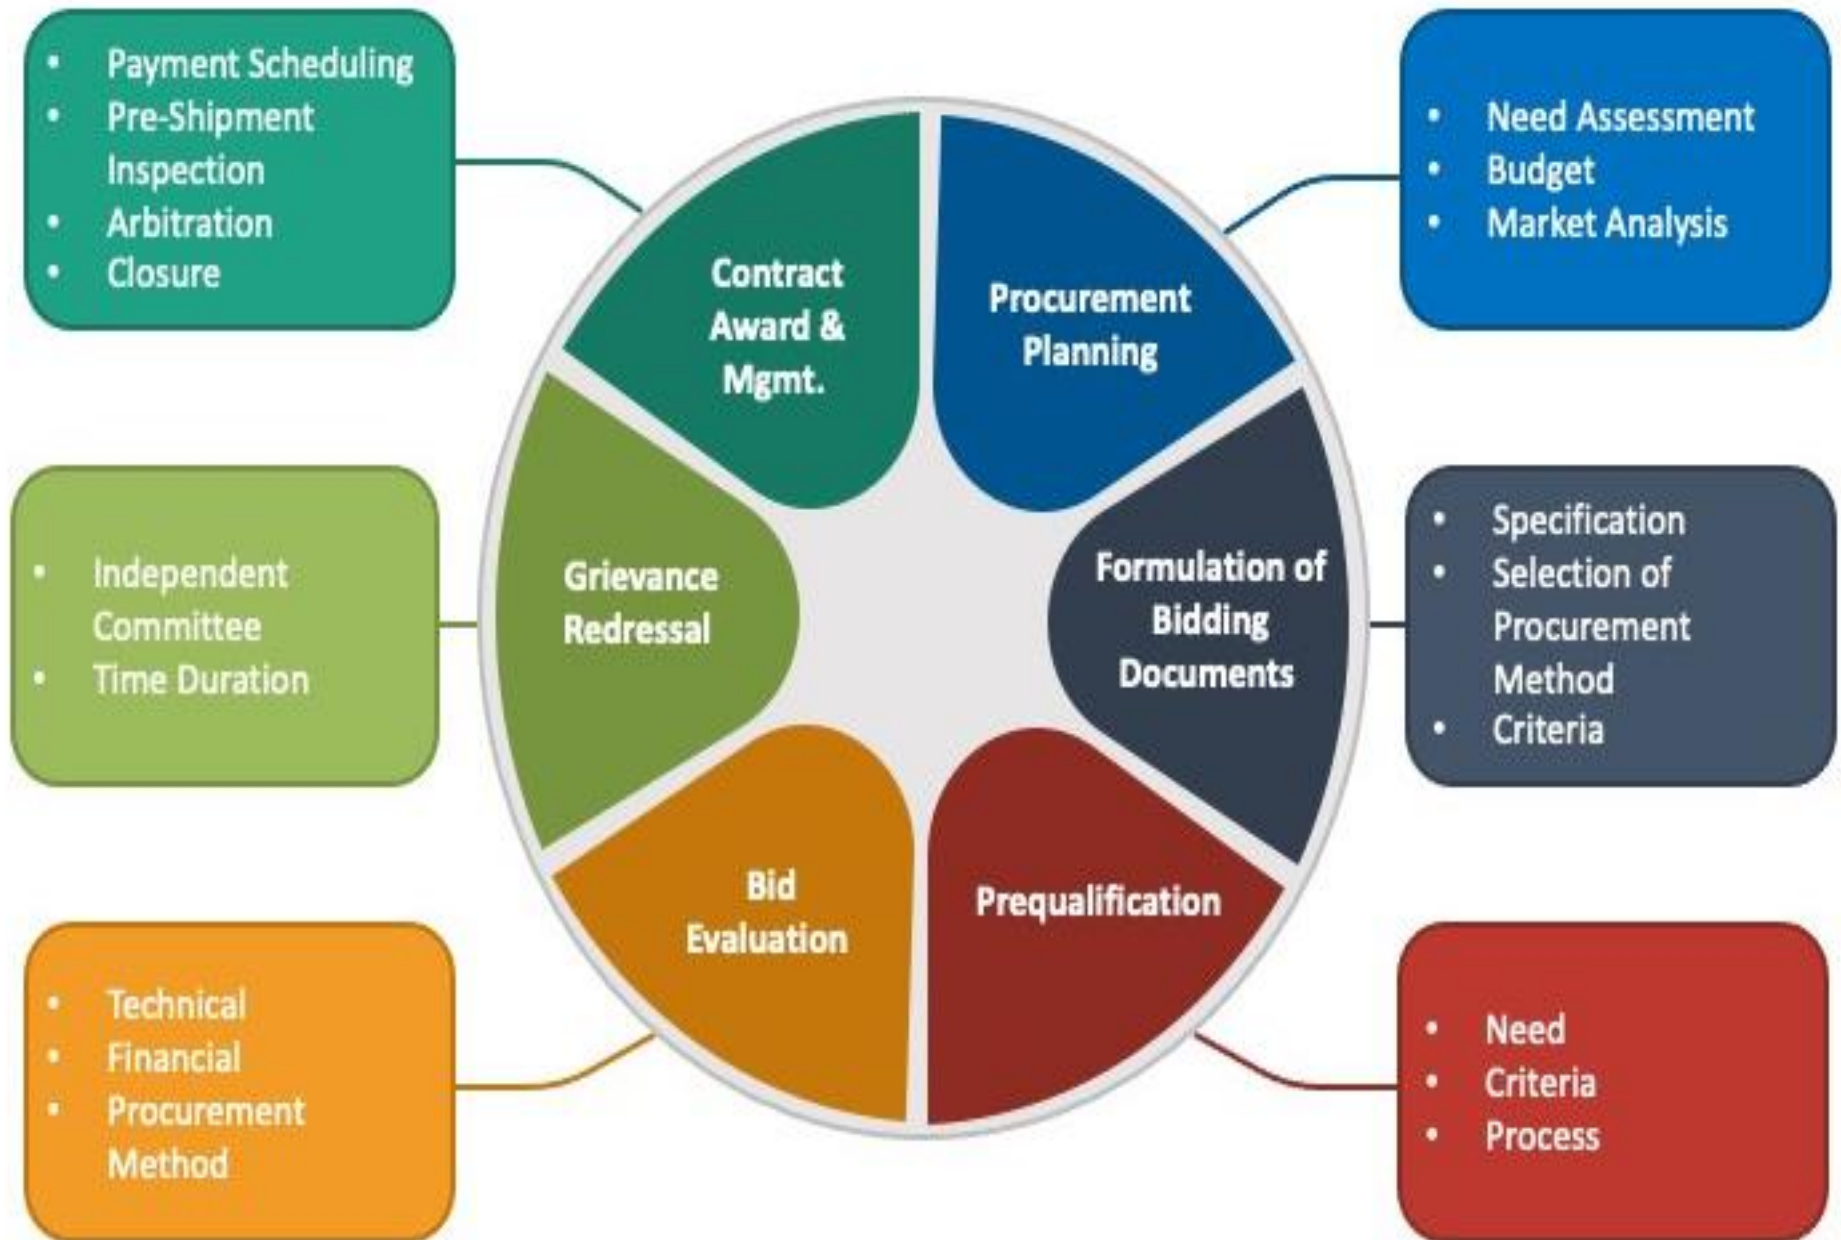 • Payment Scheduling
• Pre-Shipment
Inspection
• Arbitration
• Closure
• Need Assessment
• Budget
• Market Analysis
Contract
Award &
Mgmt.
Procurement
Planning
• Independent
Committee
• Time Duration
Grievance
Redressal
Formulation of
Bidding
Documents
• Specification
• Selection of
Procurement
Method
• Criteria
Bid
Evaluation
Prequalification
• Technical
• Financial
• Procurement
Method
• Need
• Criteria
• Process